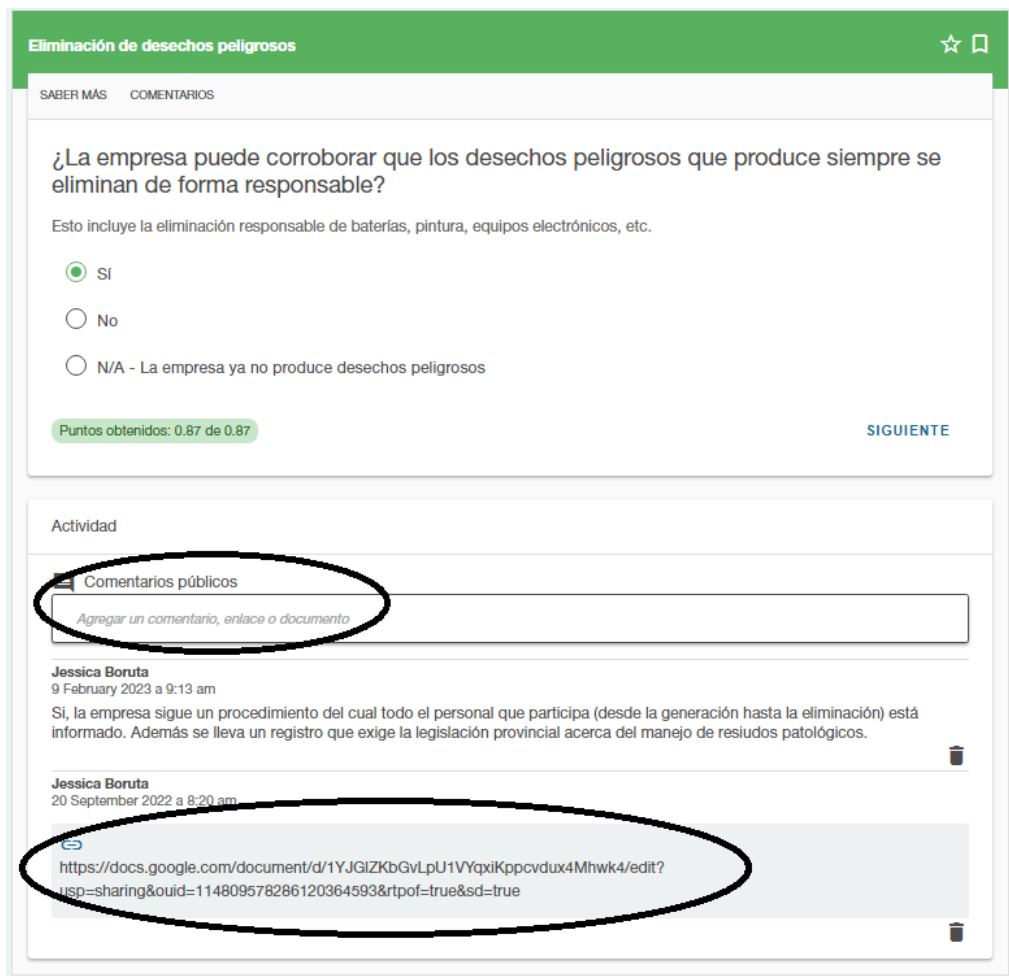 Eliminación de desechos peligrosos
SABER MÁS COMENTARIOS
¿La empresa puede corroborar que los desechos peligrosos que produce siempre se
eliminan de forma responsable?
Esto incluye la eliminación responsable de baterías, pintura, equipos electrónicos, etc.
Sí
No
N/A - La empresa ya no produce desechos peligrosos
Puntos obtenidos: 0.87 de 0.87
SIGUIENTE
Actividad
Comentarios públicos
Agregar un comentario, enlace o documento
Jessica Boruta
9 February 2023 a 9:13 am
Si, la empresa sigue un procedimiento del cual todo el personal que participa (desde la generación hasta la eliminación) está
informado. Además se lleva un registro que exige la legislación provincial acerca del manejo de resiudos patológicos.
Jessica Boruta
20 September 2022 a 8:20 am
https://docs.google.com/document/d/1YJGlZKbGvLpU1VYqxiKppcvdux4Mhwk4/edit?
usp=sharing&ouid=114809578286120364593&rtpof=true&sd=true